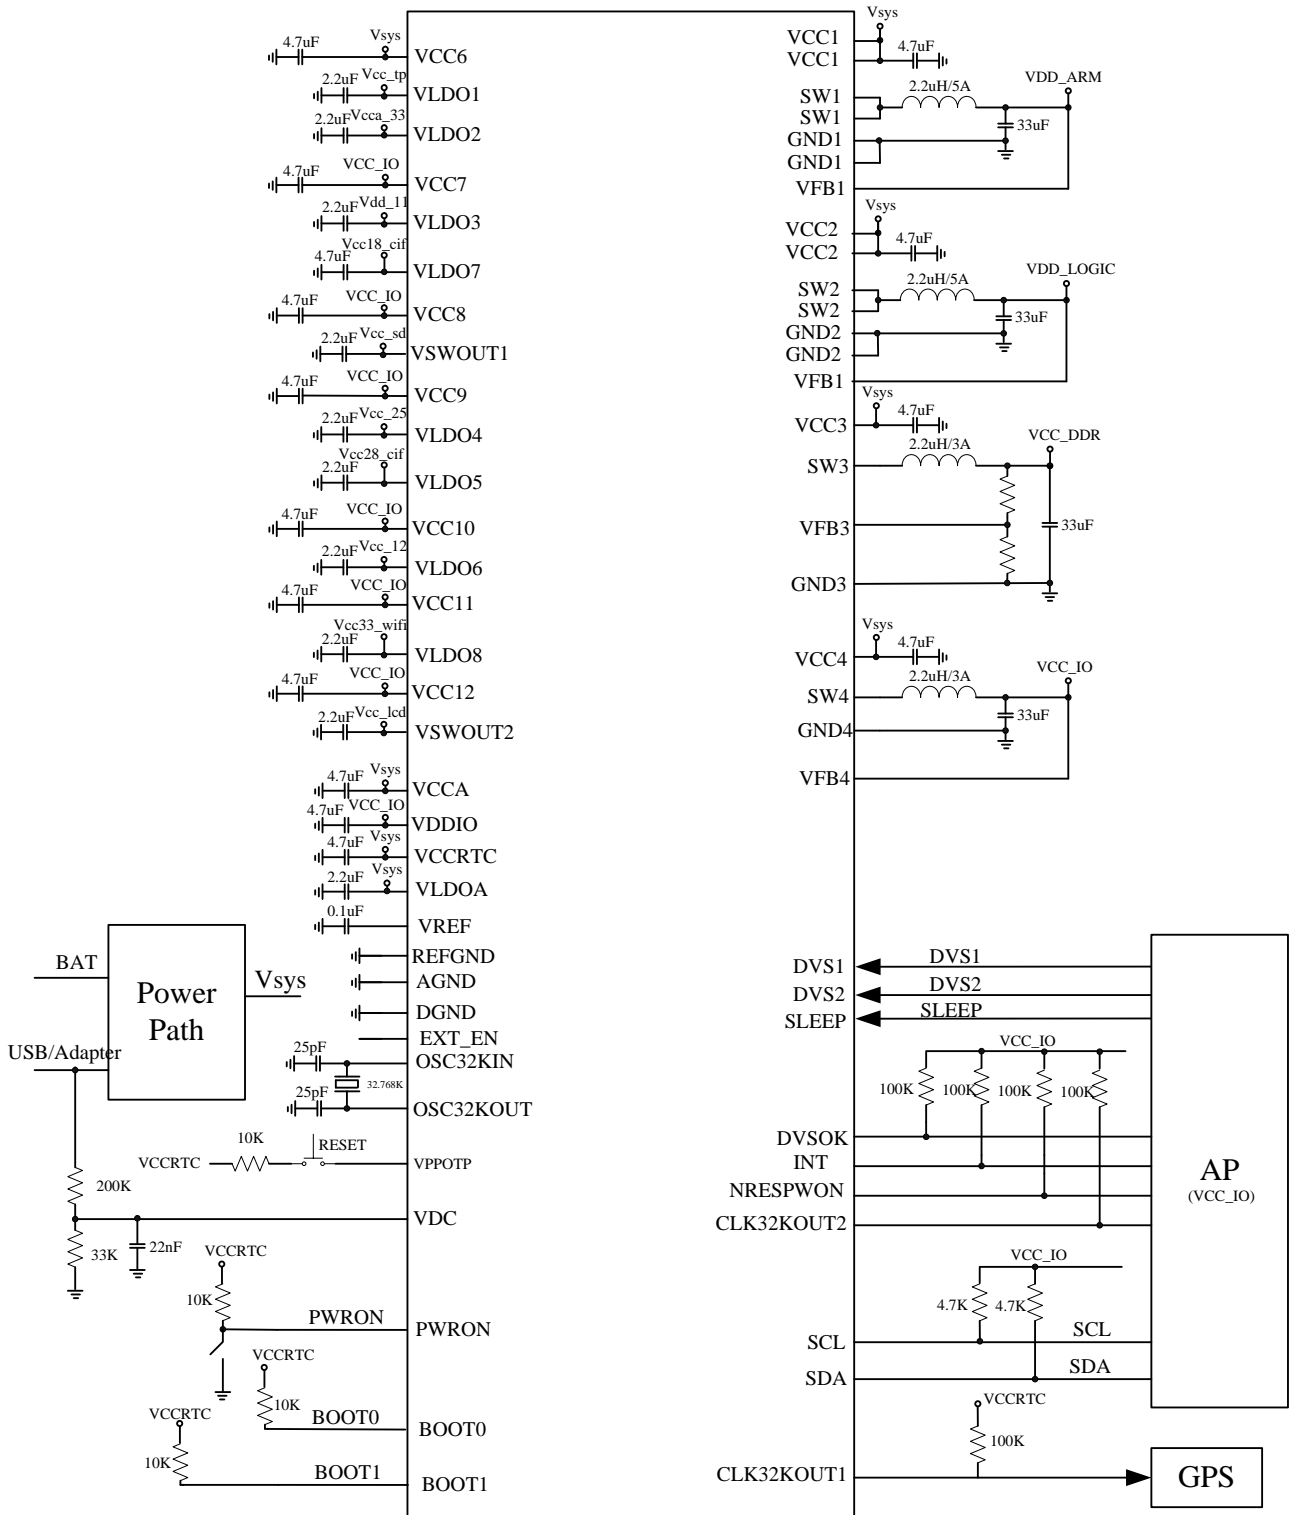 4.7uF Vsys VCC6
2.2uF Vcc_tp VLDO1
2.2uF Vcca_33 VLDO2
4.7uF VCC_IO VCC7
2.2uF Vdd_11 VLDO3
4.7uF Vcc18_cif VLDO7
4.7uF VCC_IO VCC8
2.2uF Vcc_sd VSWOUT1
4.7uF VCC_IO VCC9
2.2uF Vcc_25 VLDO4
2.2uF Vcc28_cif VLDO5
4.7uF VCC_IO VCC10
2.2uF Vcc_12 VLDO6
4.7uF VCC_IO VCC11
2.2uF Vcc33_wifi VLDO8
4.7uF VCC_IO VCC12
2.2uF Vcc_lcd VSWOUT2
4.7uF Vsys VCCA
4.7uF VCC_IO VDDIO
4.7uF Vsys VCCRTC
2.2uF Vsys VLDOA
0.1uF VREF
REFGND
AGND
DGND
EXT_EN
25pF OSC32KIN
32.768K
25pF OSC32KOUT
BAT
Power
Path
Vsys
USB/Adapter
VCCRTC 10K RESET VPPOTP
200K
VDC
33K 22nF
VCCRTC
10K
PWRON PWRON
VCCRTC
10K
BOOT0 BOOT0
VCCRTC
10K
BOOT1 BOOT1
Vsys
VCC1
VCC1 4.7uF
SW1 2.2uH/5A VDD_ARM
SW1 33uF
GND1
GND1
VFB1
Vsys
VCC2
VCC2 4.7uF
SW2 2.2uH/5A VDD_LOGIC
SW2 33uF
GND2
GND2
VFB1
Vsys
VCC3 4.7uF
SW3 2.2uH/3A VCC_DDR
VFB3 33uF
GND3
Vsys
VCC4 4.7uF
SW4 2.2uH/3A VCC_IO
33uF
GND4
VFB4
DVS1 DVS1
DVS2 DVS2
SLEEP SLEEP
VCC_IO
100K 100K 100K 100K
DVSOK
INT
NRESPWON
CLK32KOUT2
AP
(VCC_IO)
VCC_IO
4.7K 4.7K
SCL SCL
SDA SDA
VCCRTC
100K
CLK32KOUT1
GPS